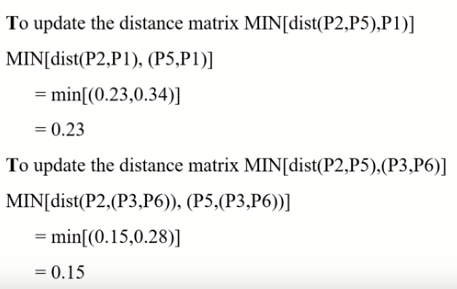 To update the distance matrix MIN[dist(P2,P5),P1)]
MIN[dist(P2,P1), (P5,P1)]
= min[(0.23,0.34)]
= 0.23
To update the distance matrix MIN[dist(P2,P5),(P3,P6)]
MIN[dist(P2,(P3,P6)), (P5,(P3,P6))]
= min[(0.15,0.28)]
= 0.15